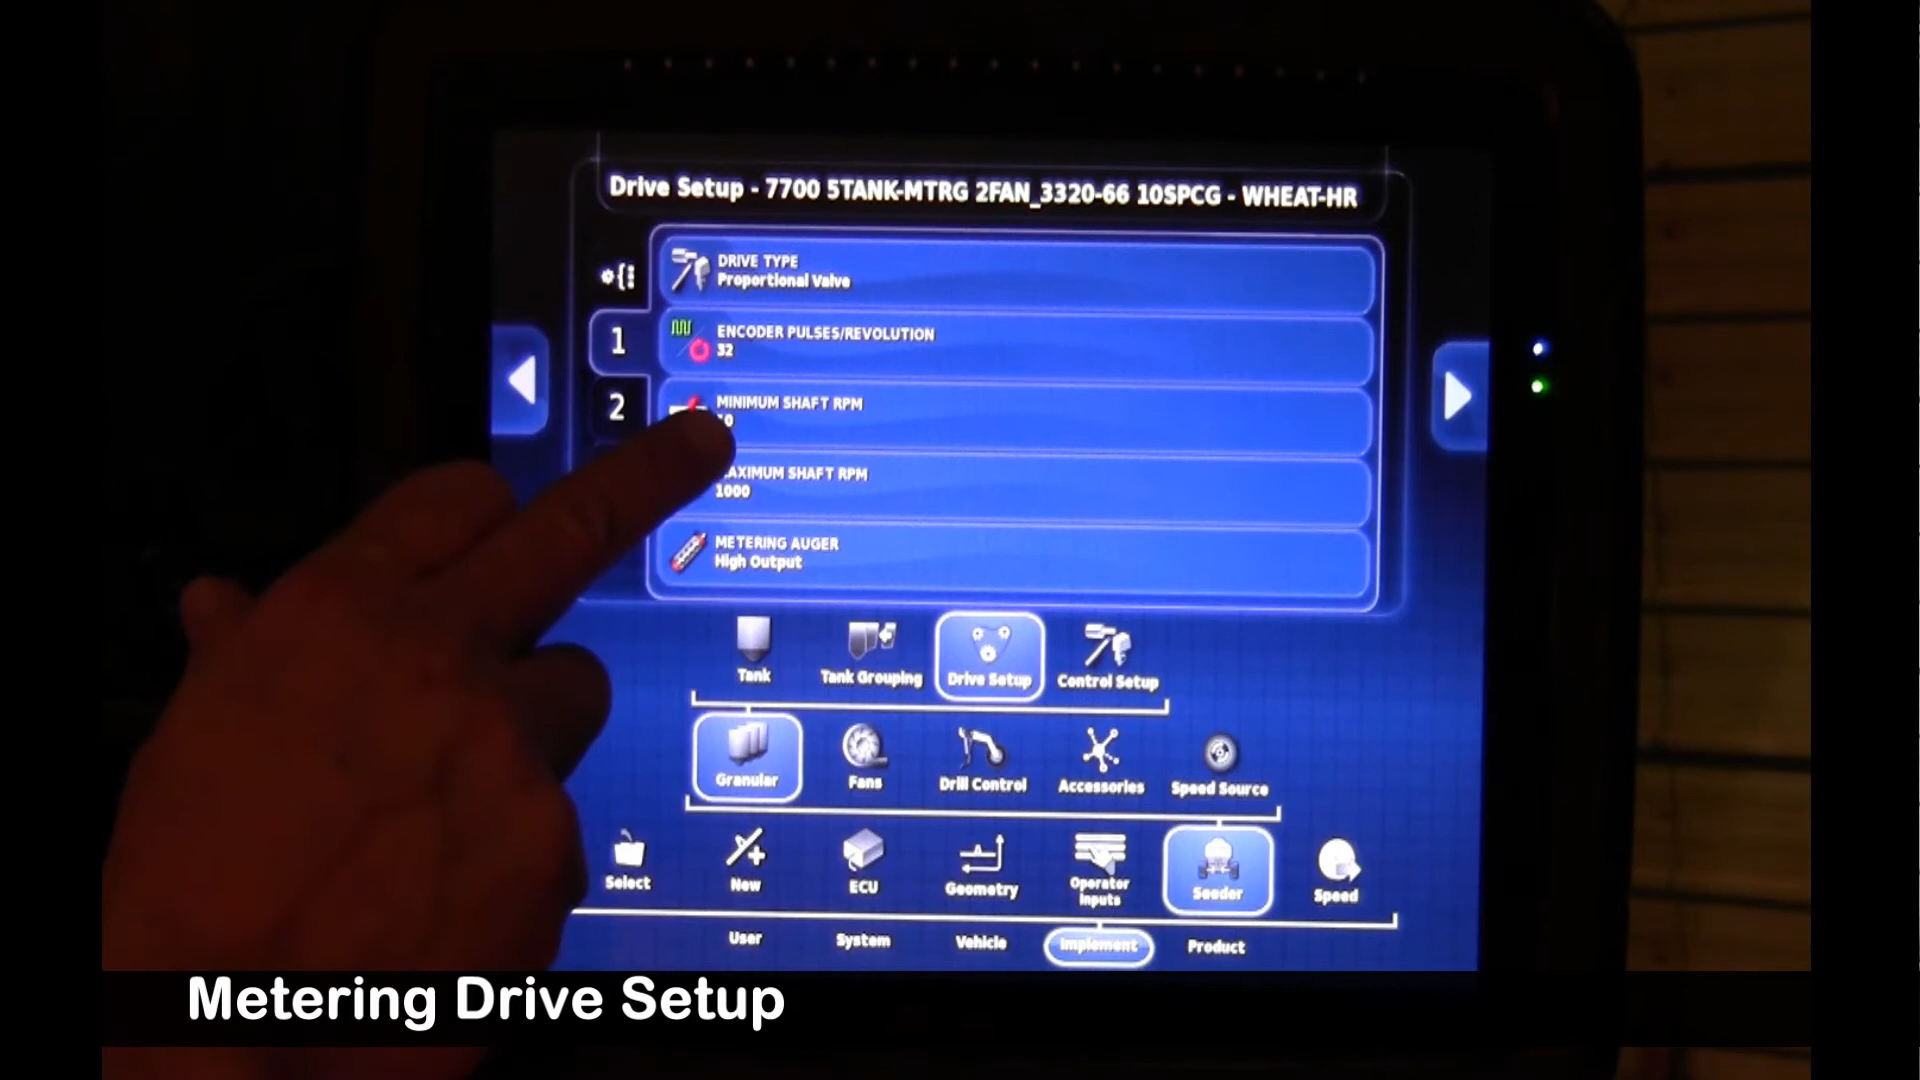 Drive Setup - 7700 5TANK-MTRG 2FAN_3320-66 10SPCG - WHEAT-HR
DRIVE TYPE
Proportional Valve
1
ENCODER PULSES/REVOLUTION
32
2
MINIMUM SHAFT RPM
MAXIMUM SHAFT RPM
1000
METERING AUGER
High Output
Tank
Tank Grouping
Drive Setup
Control Setup
Granular
Fans
Drill Control
Accessories
Speed Source
Select
New
ECU
Geometry
Operator Inputs
Seeder
Speed
User
System
Vehicle
Implement
Product
Metering Drive Setup